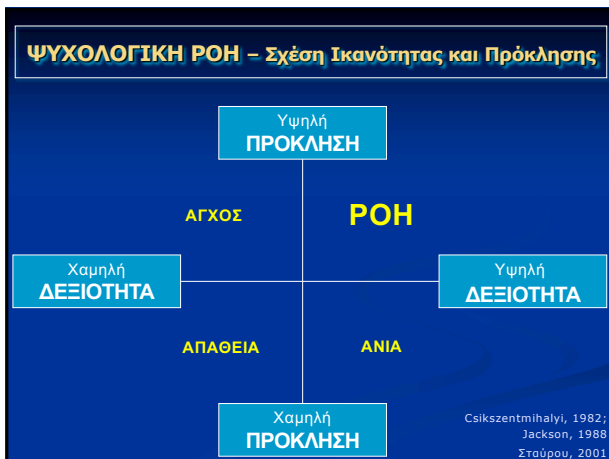 ΨΥΧΟΛΟΓΙΚΗ ΡΟΗ – Σχέση Ικανότητας και Πρόκλησης
Υψηλή
ΠΡΟΚΛΗΣΗ
ΑΓΧΟΣ
ΡΟΗ
Χαμηλή
ΔΕΞΙΟΤΗΤΑ
Υψηλή
ΔΕΞΙΟΤΗΤΑ
ΑΠΑΘΕΙΑ
ΑΝΙΑ
Χαμηλή
ΠΡΟΚΛΗΣΗ
Csikszentmihalyi, 1982;
Jackson, 1988
Σταύρου, 2001